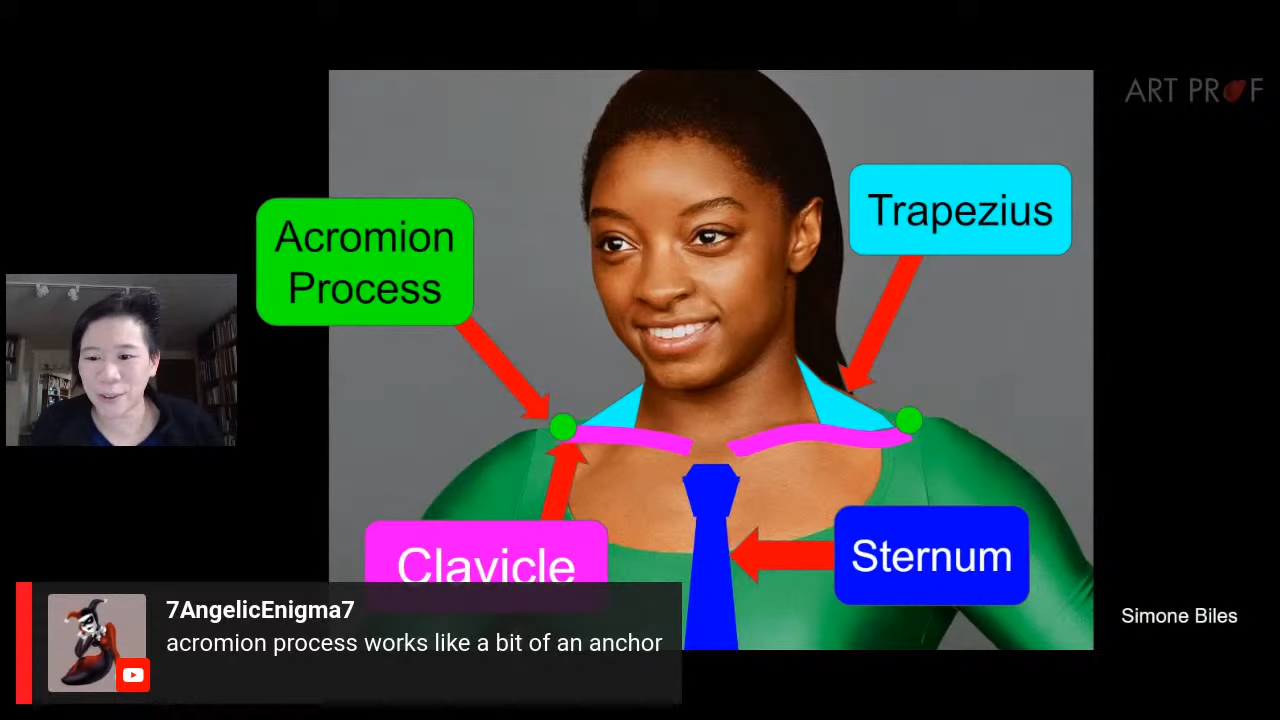 ART PROF
Acromion
Process
Trapezius
Clavicle
Sternum
Simone Biles
7AngelicEnigma7
acromion process works like a bit of an anchor